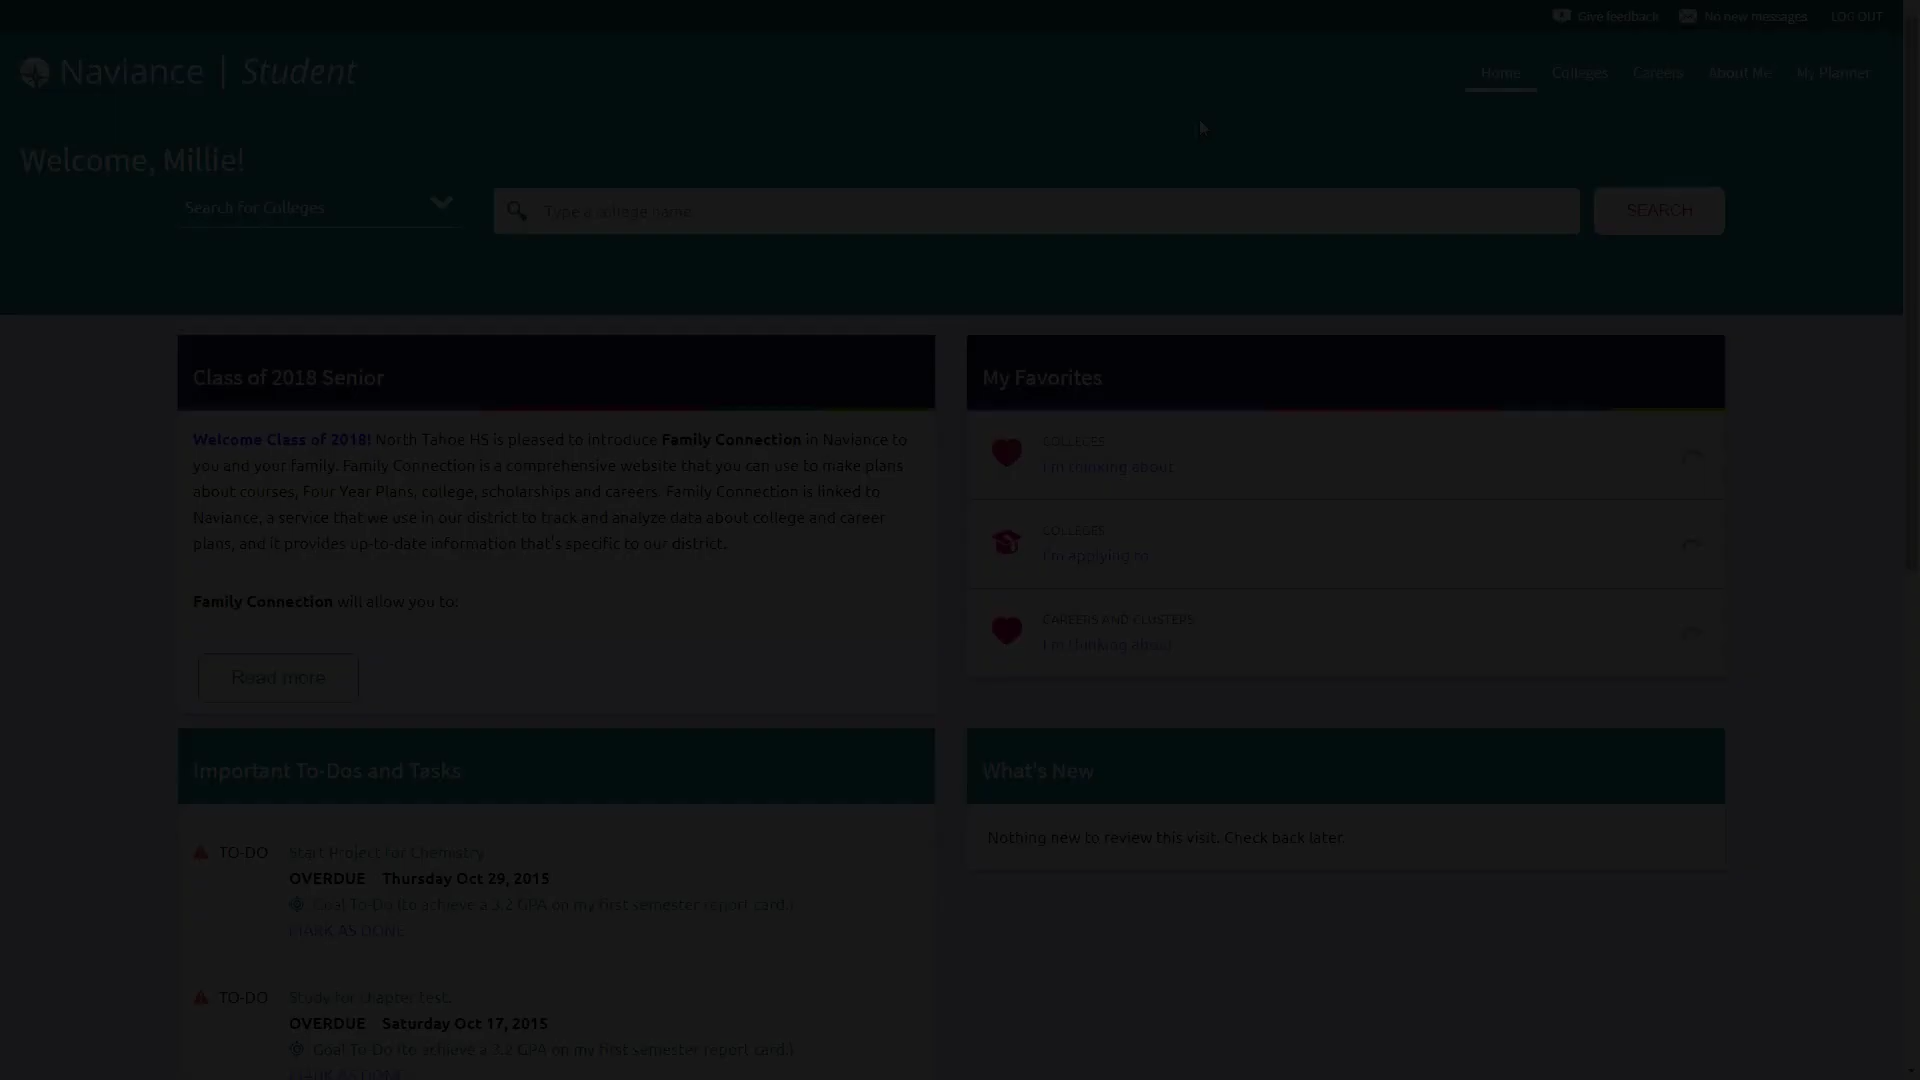 Give feedback No new messages LOG OUT
Naviance | Student
Home Colleges Careers About Me My Planner
Welcome, Millie!
Search for Colleges Type a college name SEARCH
Class of 2018 Senior
Welcome Class of 2018! North Tahoe HS is pleased to introduce Family Connection in Naviance to
you and your family. Family Connection is a comprehensive website that you can use to make plans
about courses, Four Year Plans, college, scholarships and careers. Family Connection is linked to
Naviance, a service that we use in our district to track and analyze data about college and career
plans, and it provides up-to-date information that's specific to our district.
Family Connection will allow you to:
Read more
My Favorites
COLLEGES
I'm thinking about
COLLEGES
I'm applying to
CAREERS AND CLUSTERS
I'm thinking about
Important To-Dos and Tasks
TO-DO Start Project for Chemistry
OVERDUE Thursday Oct 29, 2015
Goal To-Do (to achieve a 3.2 GPA on my first semester report card.)
MARK AS DONE
TO-DO Study for chapter test.
OVERDUE Saturday Oct 17, 2015
Goal To-Do (to achieve a 3.2 GPA on my first semester report card.)
MARK AS DONE
What's New
Nothing new to review this visit. Check back later.